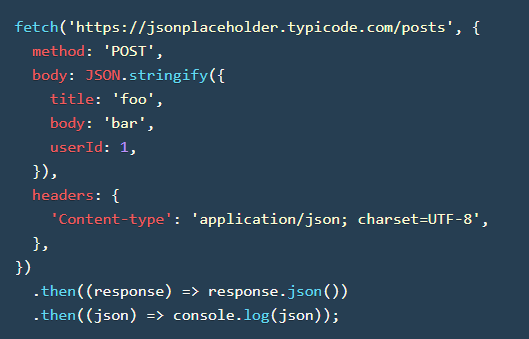 fetch('https://jsonplaceholder.typicode.com/posts', {
  method: 'POST',
  body: JSON.stringify({
    title: 'foo',
    body: 'bar',
    userId: 1,
  }),
  headers: {
    'Content-type': 'application/json; charset=UTF-8',
  },
})
  .then((response) => response.json())
  .then((json) => console.log(json));